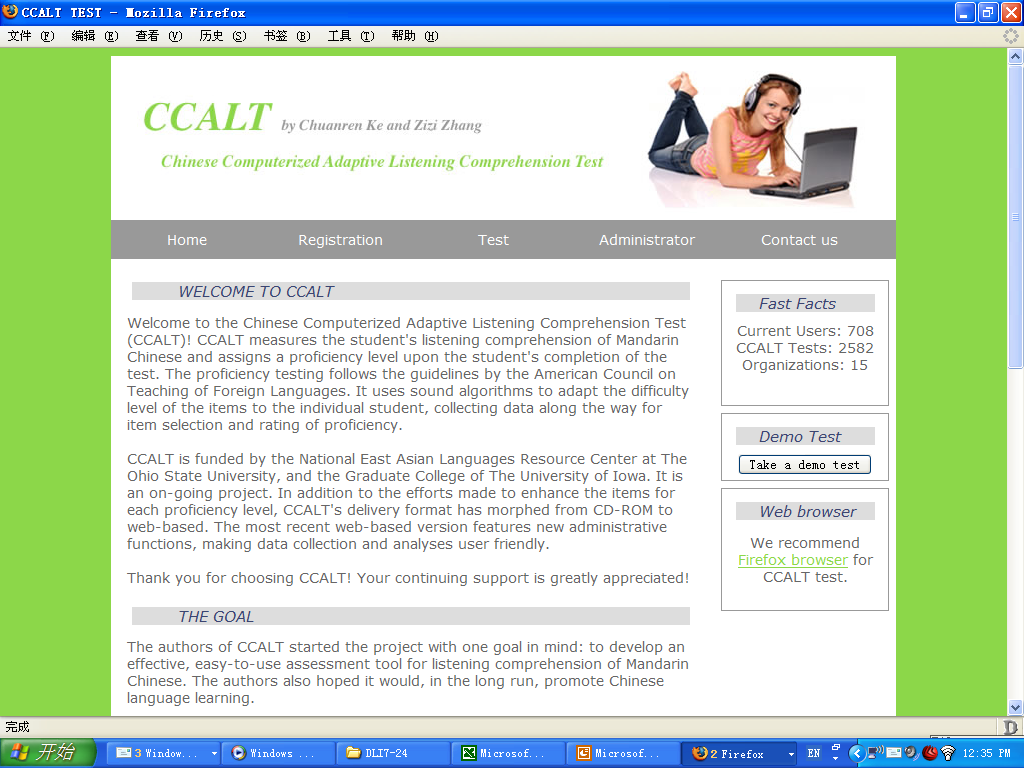 CCALT TEST - Mozilla Firefox
文件 (F) 编辑 (E) 查看 (V) 历史 (S) 书签 (B) 工具 (T) 帮助 (H)
CCALT by Chuanren Ke and Zizi Zhang
Chinese Computerized Adaptive Listening Comprehension Test
Home Registration Test Administrator Contact us
WELCOME TO CCALT
Welcome to the Chinese Computerized Adaptive Listening Comprehension Test
(CCALT)! CCALT measures the student's listening comprehension of Mandarin
Chinese and assigns a proficiency level upon the student's completion of the
test. The proficiency testing follows the guidelines by the American Council on
Teaching of Foreign Languages. It uses sound algorithms to adapt the difficulty
level of the items to the individual student, collecting data along the way for
item selection and rating of proficiency.
CCALT is funded by the National East Asian Languages Resource Center at The
Ohio State University, and the Graduate College of The University of Iowa. It is
an on-going project. In addition to the efforts made to enhance the items for
each proficiency level, CCALT's delivery format has morphed from CD-ROM to
web-based. The most recent web-based version features new administrative
functions, making data collection and analyses user friendly.
Thank you for choosing CCALT! Your continuing support is greatly appreciated!
THE GOAL
The authors of CCALT started the project with one goal in mind: to develop an
effective, easy-to-use assessment tool for listening comprehension of Mandarin
Chinese. The authors also hoped it would, in the long run, promote Chinese
language learning.
Fast Facts
Current Users: 708
CCALT Tests: 2582
Organizations: 15
Demo Test
Take a demo test
Web browser
We recommend
Firefox browser for
CCALT test.
完成
开始 3 Window... Windows ... DLI7-24 Microsof... Microsof... 2 Firefox EN 12:35 PM